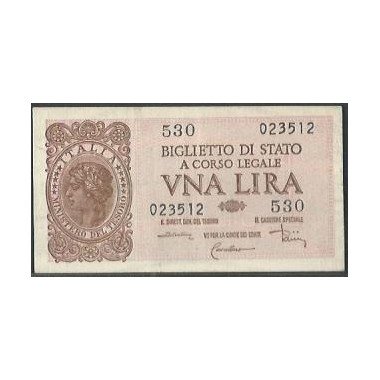 530 023512
BIGLIETTO DI STATO
A CORSO LEGALE
VNA LIRA
023512 530
IL DIRETT. GEN. DEL TESORO IL CASSIERE SPECIALE
VO PER LA CORTE DEI CONTI
ITALIA
MINISTERO DEL TESORO